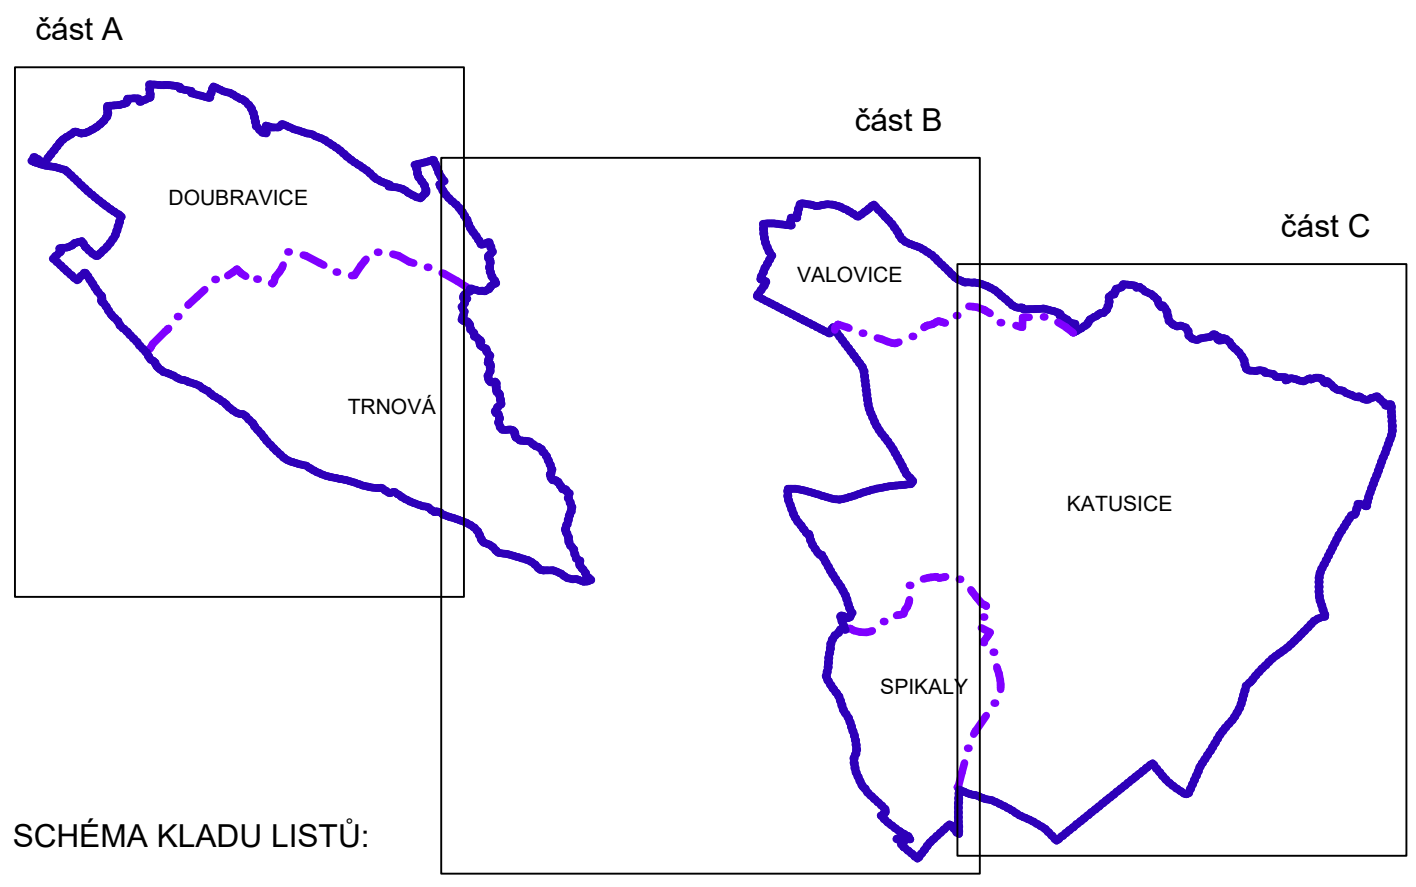 část A
část B
DOUBRAVICE
část C
VALOVICE
TRNOVÁ
KATUSICE
SPIKALY
SCHÉMA KLADU LISTŮ: